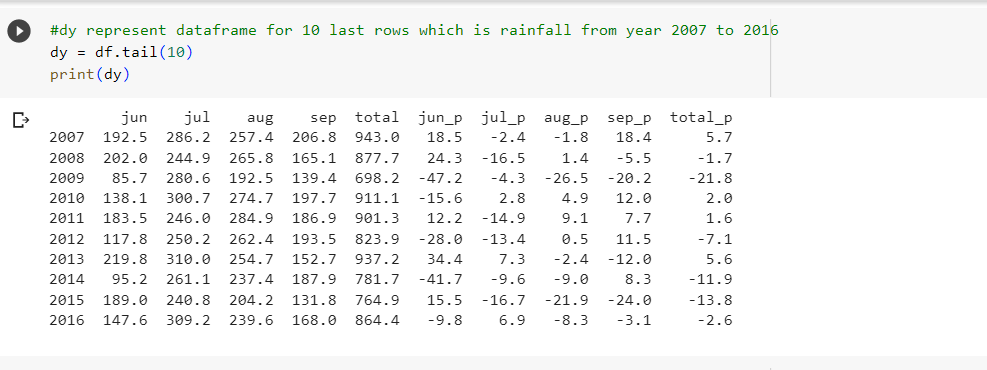 #dy represent dataframe for 10 last rows which is rainfall from year 2007 to 2016
dy = df.tail(10)
print(dy)
jun jul aug sep total jun_p jul_p aug_p sep_p total_p
2007 192.5 286.2 257.4 206.8 943.0 18.5 -2.4 -1.8 18.4 5.7
2008 202.0 244.9 265.8 165.1 877.7 24.3 -16.5 1.4 -5.5 -1.7
2009 85.7 280.6 192.5 139.4 698.2 -47.2 -4.3 -26.5 -20.2 -21.8
2010 138.1 300.7 274.7 197.7 911.1 -15.6 2.8 4.9 12.0 2.0
2011 183.5 246.0 284.9 186.9 901.3 12.2 -14.9 9.1 7.7 1.6
2012 117.8 250.2 262.4 193.5 823.9 -28.0 -13.4 0.5 11.5 -7.1
2013 219.8 310.0 254.7 152.7 937.2 34.4 7.3 -2.4 -12.0 5.6
2014 95.2 261.1 237.4 187.9 781.7 -41.7 -9.6 -9.0 8.3 -11.9
2015 189.0 240.8 204.2 131.8 764.9 15.5 -16.7 -21.9 -24.0 -13.8
2016 147.6 309.2 239.6 168.0 864.4 -9.8 6.9 -8.3 -3.1 -2.6